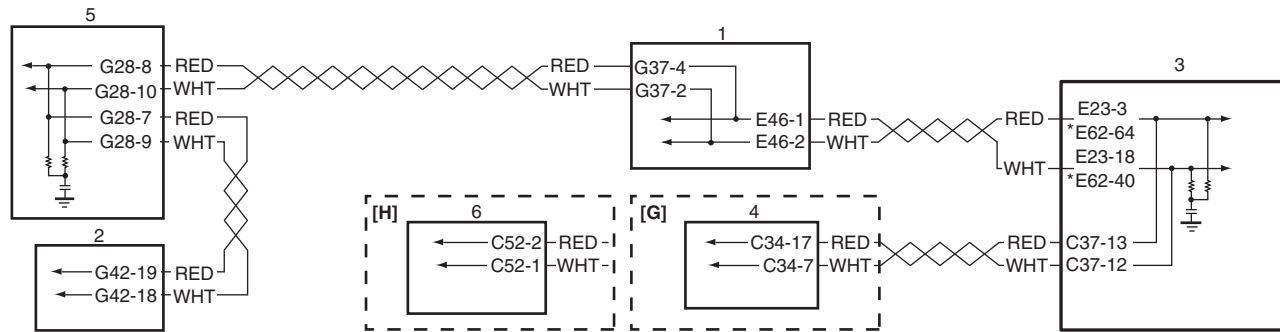 5
G28-8 RED
G28-10 WHT
G28-7 RED
G28-9 WHT
2
G42-19 RED
G42-18 WHT
1
RED G37-4
WHT G37-2
E46-1 RED
E46-2 WHT
3
RED E23-3
*E62-64
WHT E23-18
*E62-40
RED C37-13
WHT C37-12
[H]
6
C52-2 RED
C52-1 WHT
[G]
4
C34-17 RED
C34-7 WHT